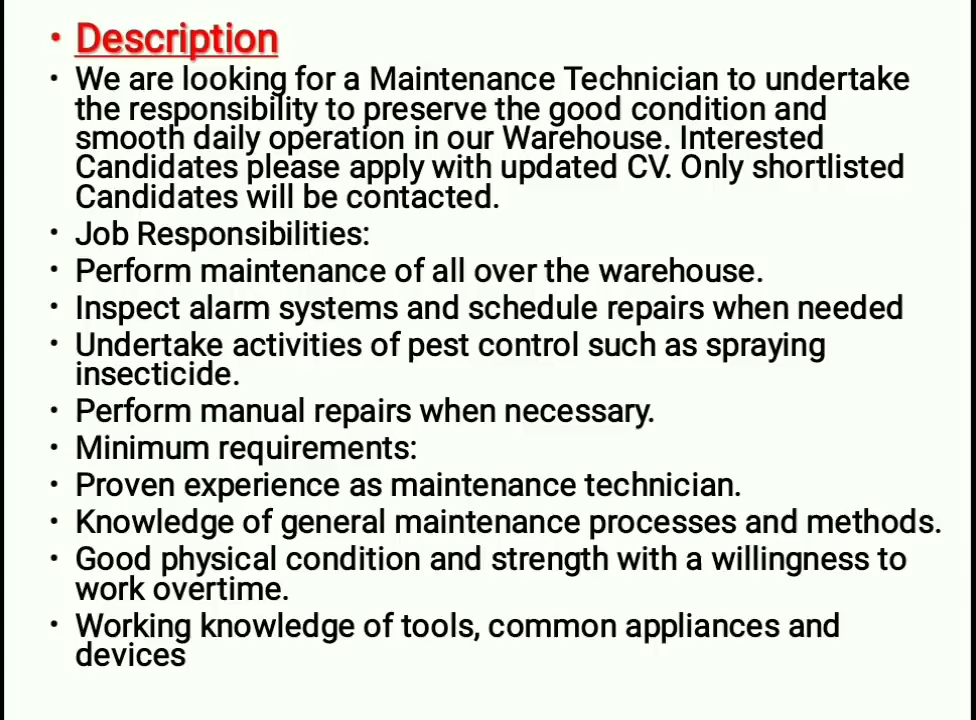 • Description
• We are looking for a Maintenance Technician to undertake
the responsibility to preserve the good condition and
smooth daily operation in our Warehouse. Interested
Candidates please apply with updated CV. Only shortlisted
Candidates will be contacted.
• Job Responsibilities:
• Perform maintenance of all over the warehouse.
• Inspect alarm systems and schedule repairs when needed
• Undertake activities of pest control such as spraying
insecticide.
• Perform manual repairs when necessary.
• Minimum requirements:
• Proven experience as maintenance technician.
• Knowledge of general maintenance processes and methods.
• Good physical condition and strength with a willingness to
work overtime.
• Working knowledge of tools, common appliances and
devices